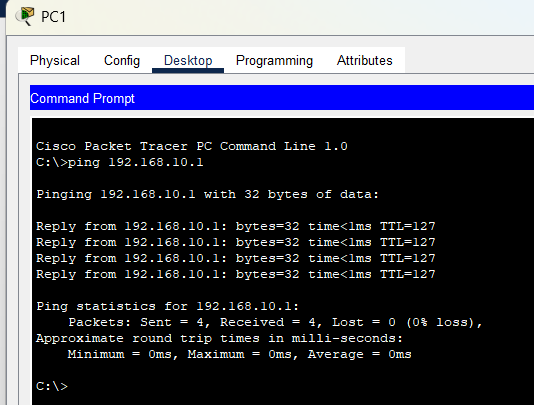 PC1
Physical Config Desktop Programming Attributes
Command Prompt
Cisco Packet Tracer PC Command Line 1.0
C:\>ping 192.168.10.1
Pinging 192.168.10.1 with 32 bytes of data:
Reply from 192.168.10.1: bytes=32 time<1ms TTL=127
Reply from 192.168.10.1: bytes=32 time<1ms TTL=127
Reply from 192.168.10.1: bytes=32 time<1ms TTL=127
Reply from 192.168.10.1: bytes=32 time<1ms TTL=127
Ping statistics for 192.168.10.1:
Packets: Sent = 4, Received = 4, Lost = 0 (0% loss),
Approximate round trip times in milli-seconds:
Minimum = 0ms, Maximum = 0ms, Average = 0ms
C:\>